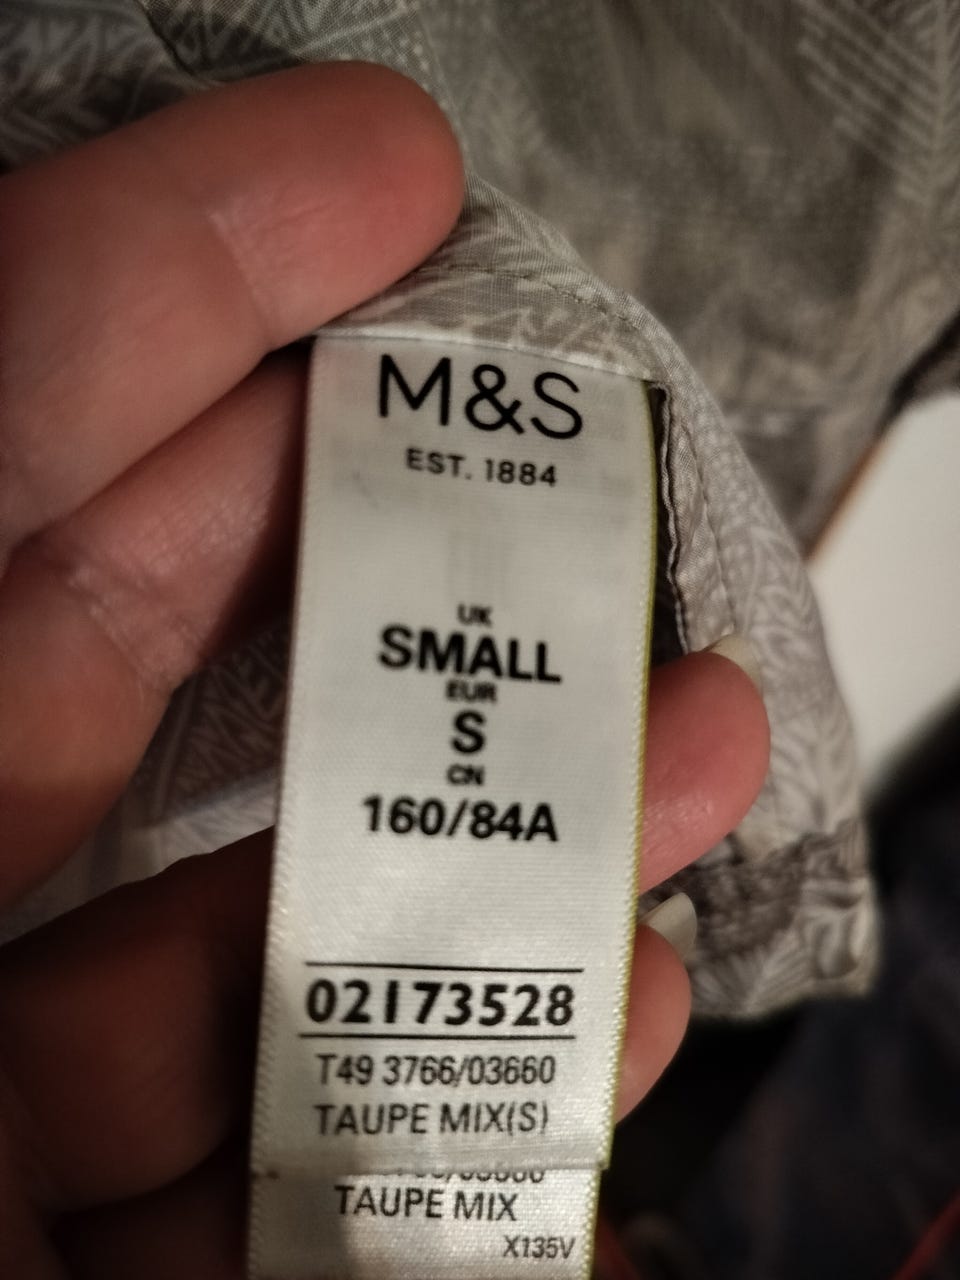 M&S
EST. 1884
UK
SMALL
EUR
S
CN
160/84A
02173528
T49 3766/03660
TAUPE MIX(S)
TAUPE MIX
X135V